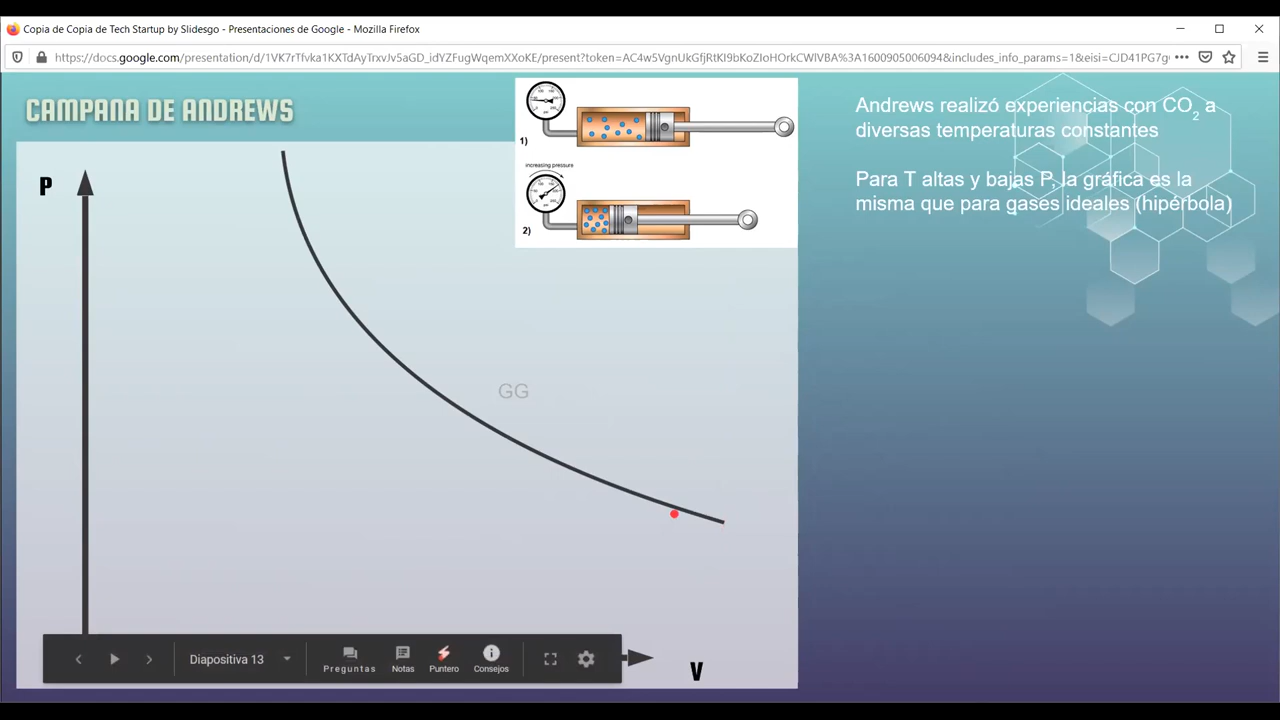 Copia de Copia de Tech Startup by Slidesgo - Presentaciones de Google - Mozilla Firefox
https://docs.google.com/presentation/d/1VK7rTfvka1KXTdAyTrxvJv5aGD_idYZFugWqemXXoKE/present?token=AC4w5VgnUkGfjRtKI9bKoZIoHOrkCWlVBA%3A1600905006094&includes_info_params=1&eisi=CJD41PG7g
CAMPANA DE ANDREWS
P
1)
increasing pressure
2)
Andrews realizó experiencias con CO2 a
diversas temperaturas constantes
Para T altas y bajas P, la gráfica es la
misma que para gases ideales (hipérbola)
GG
Diapositiva 13
Preguntas
Notas
Puntero
Consejos
V